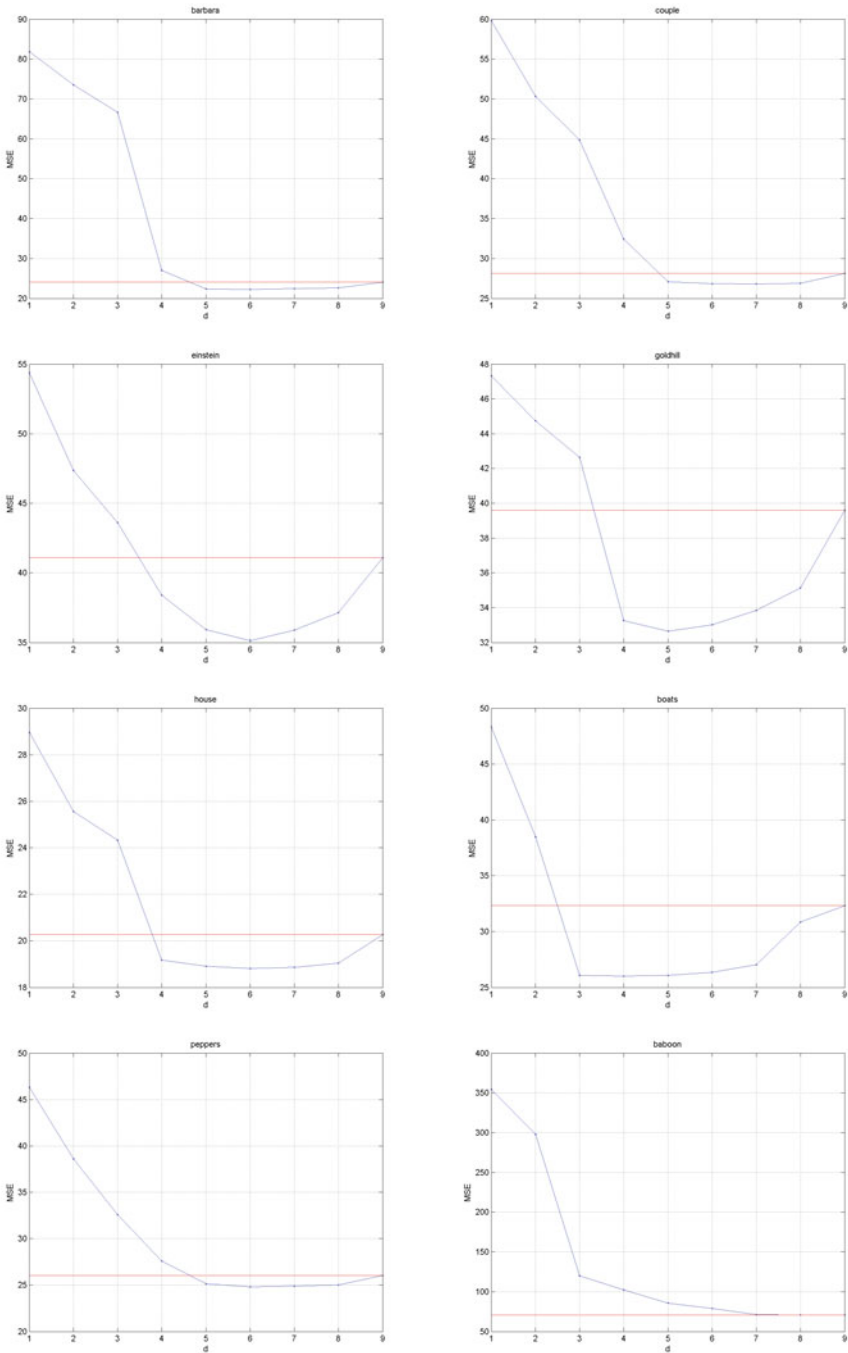 barbara
90
80
70
60
50
40
30
20
MSE
1 2 3 4 5 6 7 8 9
d
couple
60
55
50
45
40
35
30
25
MSE
1 2 3 4 5 6 7 8 9
d
einstein
55
50
45
40
35
MSE
1 2 3 4 5 6 7 8 9
d
goldhill
48
46
44
42
40
38
36
34
32
MSE
1 2 3 4 5 6 7 8 9
d
house
30
28
26
24
22
20
18
MSE
1 2 3 4 5 6 7 8 9
d
boats
50
45
40
35
30
25
MSE
1 2 3 4 5 6 7 8 9
d
peppers
50
45
40
35
30
25
20
MSE
1 2 3 4 5 6 7 8 9
d
baboon
400
350
300
250
200
150
100
50
MSE
1 2 3 4 5 6 7 8 9
d